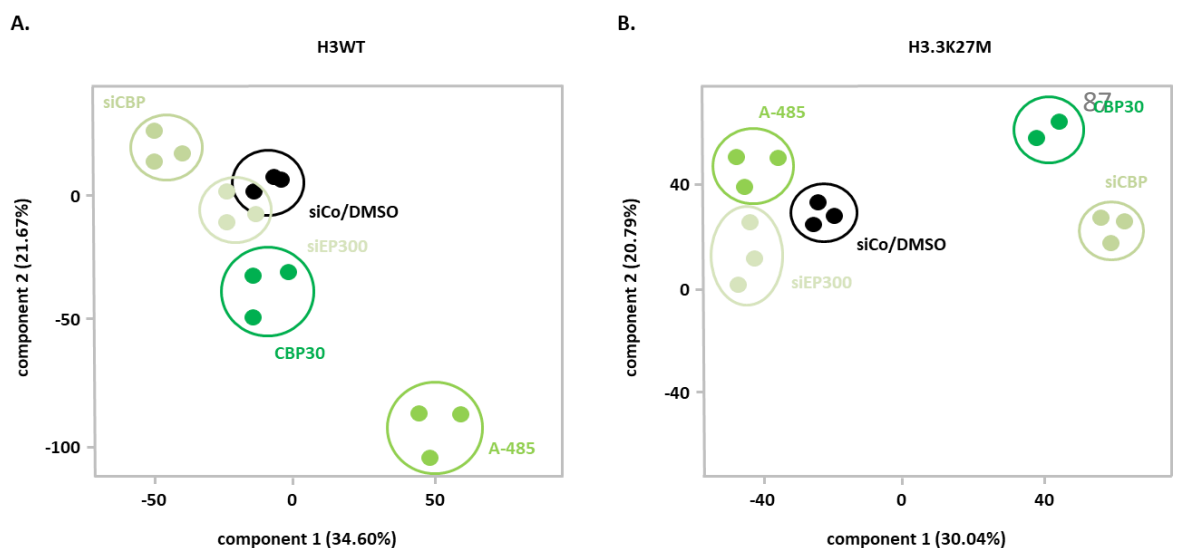 A.
H3WT
siCBP
siCo/DMSO
siEP300
CBP30
A-485
0
-50
-100
-50
0
50
component 2 (21.67%)
component 1 (34.60%)
B.
H3.3K27M
87
CBP30
A-485
siCBP
siCo/DMSO
siEP300
40
0
-40
-40
0
40
component 2 (20.79%)
component 1 (30.04%)